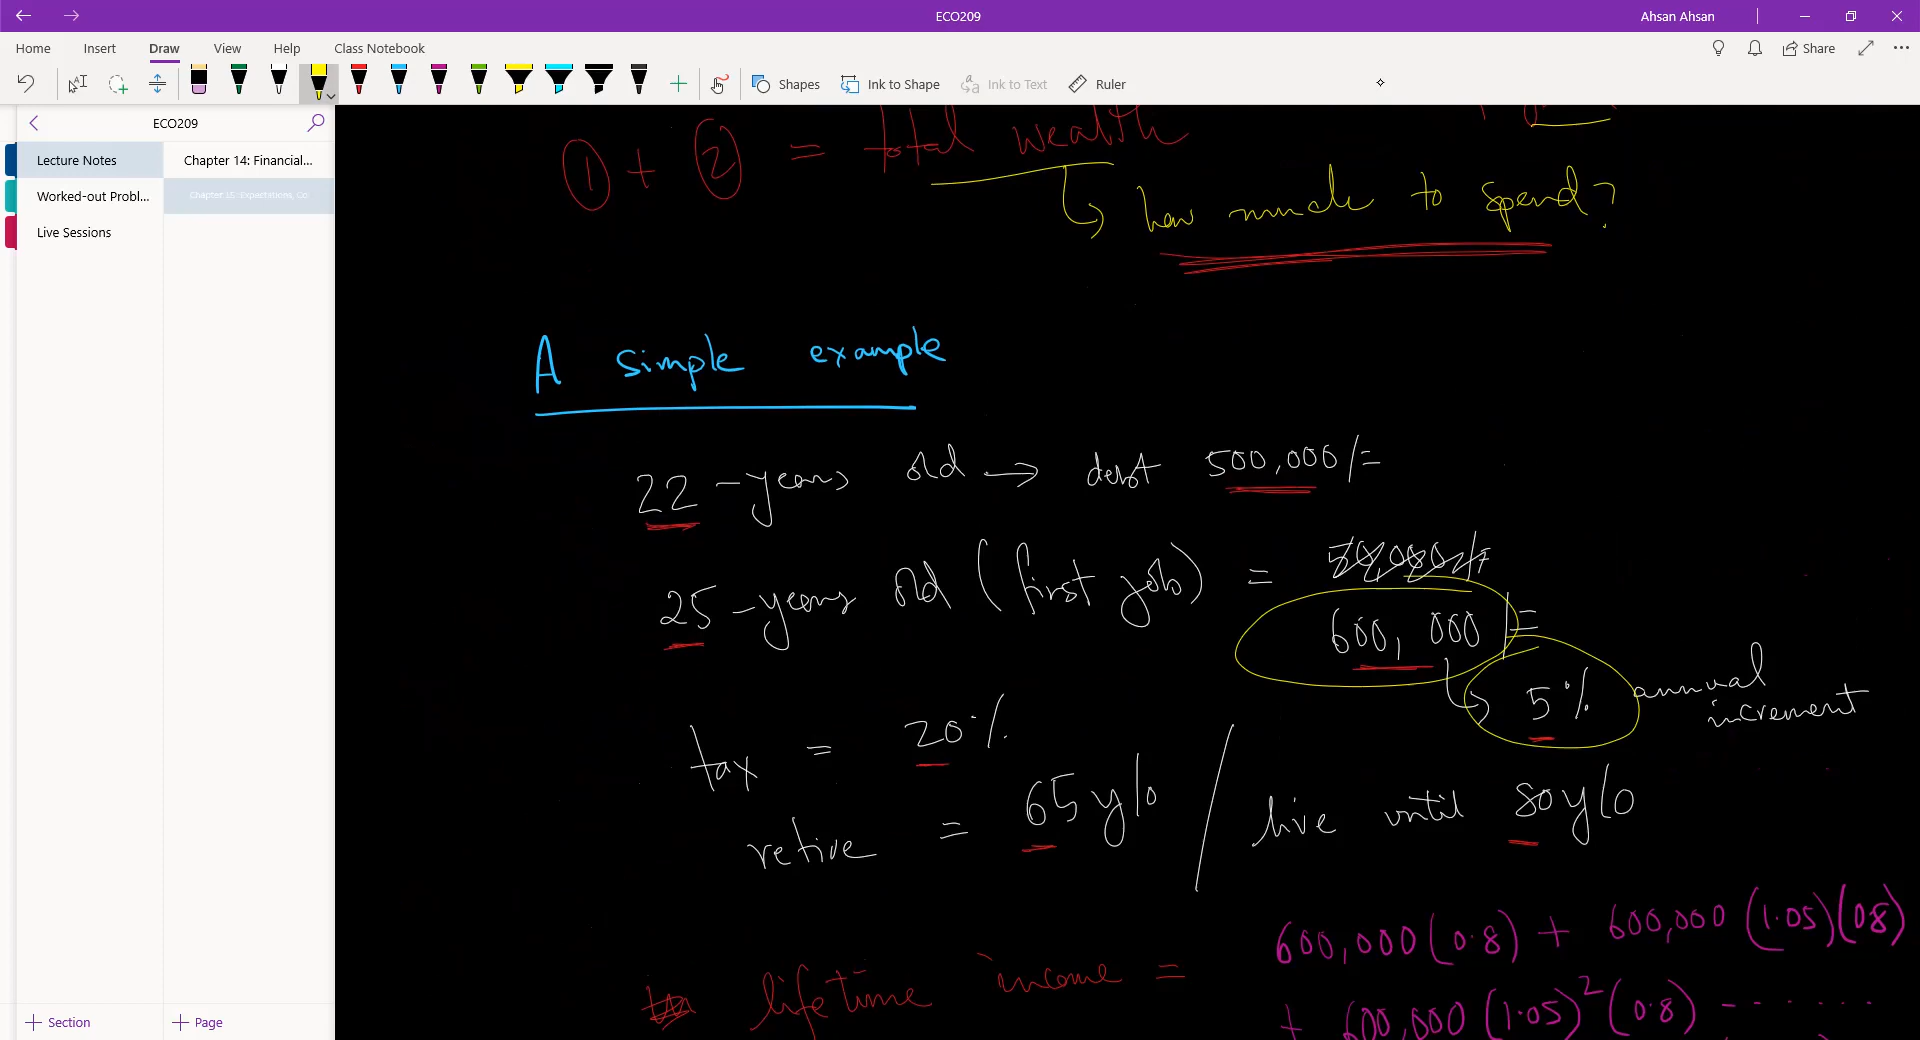 ECO209
Ahsan Ahsan
Home Insert Draw View Help Class Notebook
Share
Shapes Ink to Shape Ink to Text Ruler
ECO209
Lecture Notes
Chapter 14: Financial...
Worked-out Probl...
Chapter 15: Expectations, Co
Live Sessions
① + ② = total wealth
how much to spend?
A simple example
22-years old → debt 500,000/=
25-years old (first job) =
600,000/=
5% annual increment
tax = 20%
retire = 65 y/o / live until 80 y/o
lifetime income = 600,000(0.8) + 600,000(1.05)(0.8)
+ 600,000(1.05)²(0.8) - ......
Section
Page